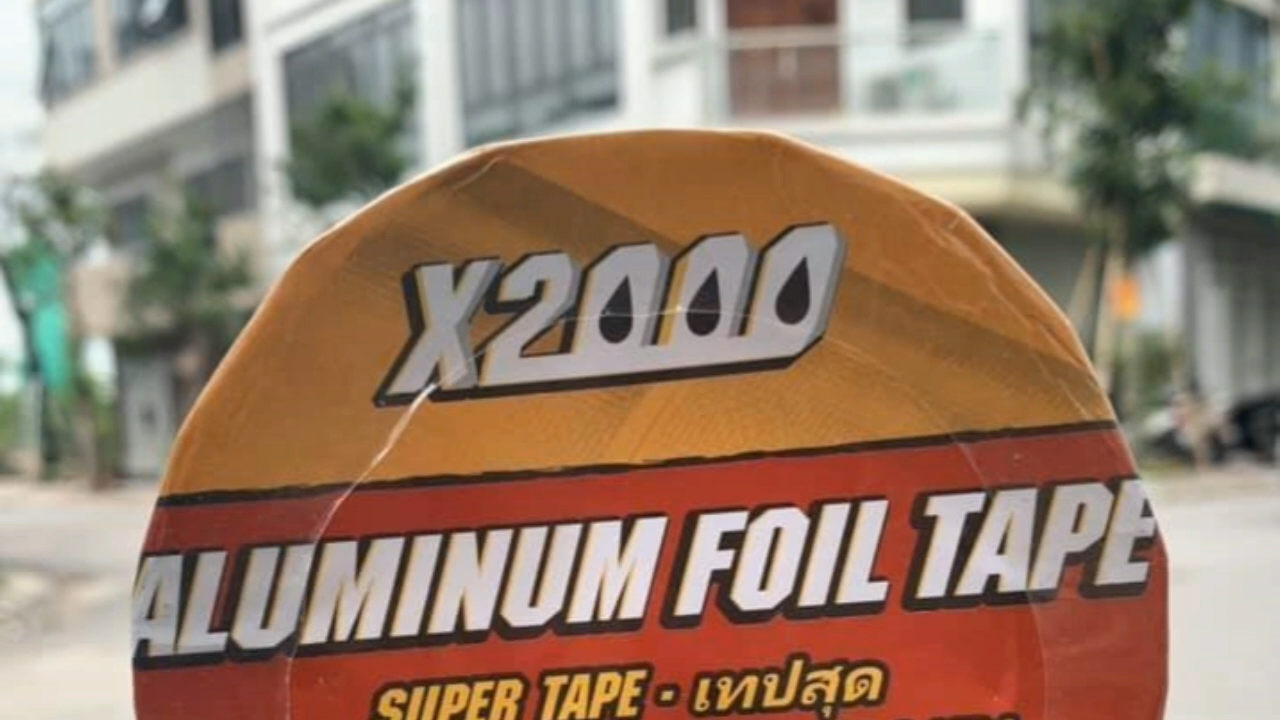 X2000
ALUMINUM FOIL TAPE
SUPER TAPE - เทปสุด